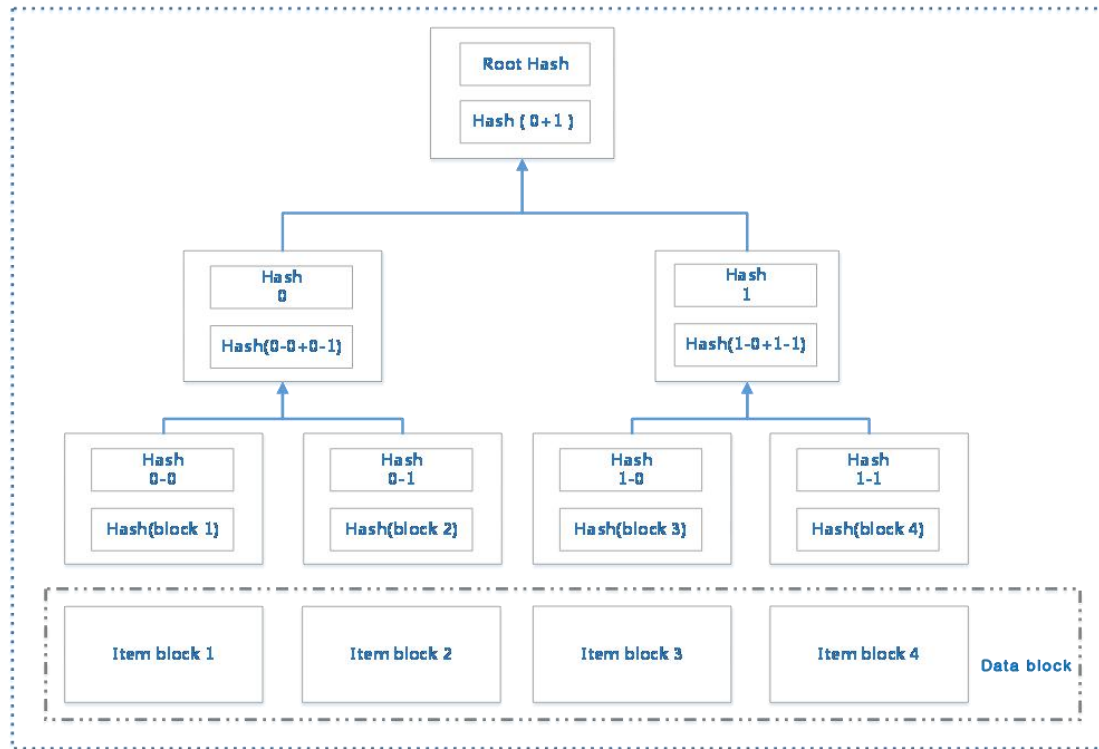 Root Hash
Hash ( 0+1 )
Hash
0
Hash(0-0+0-1)
Hash
1
Hash(1-0+1-1)
Hash
0-0
Hash(block 1)
Hash
0-1
Hash(block 2)
Hash
1-0
Hash(block 3)
Hash
1-1
Hash(block 4)
Item block 1
Item block 2
Item block 3
Item block 4
Data block